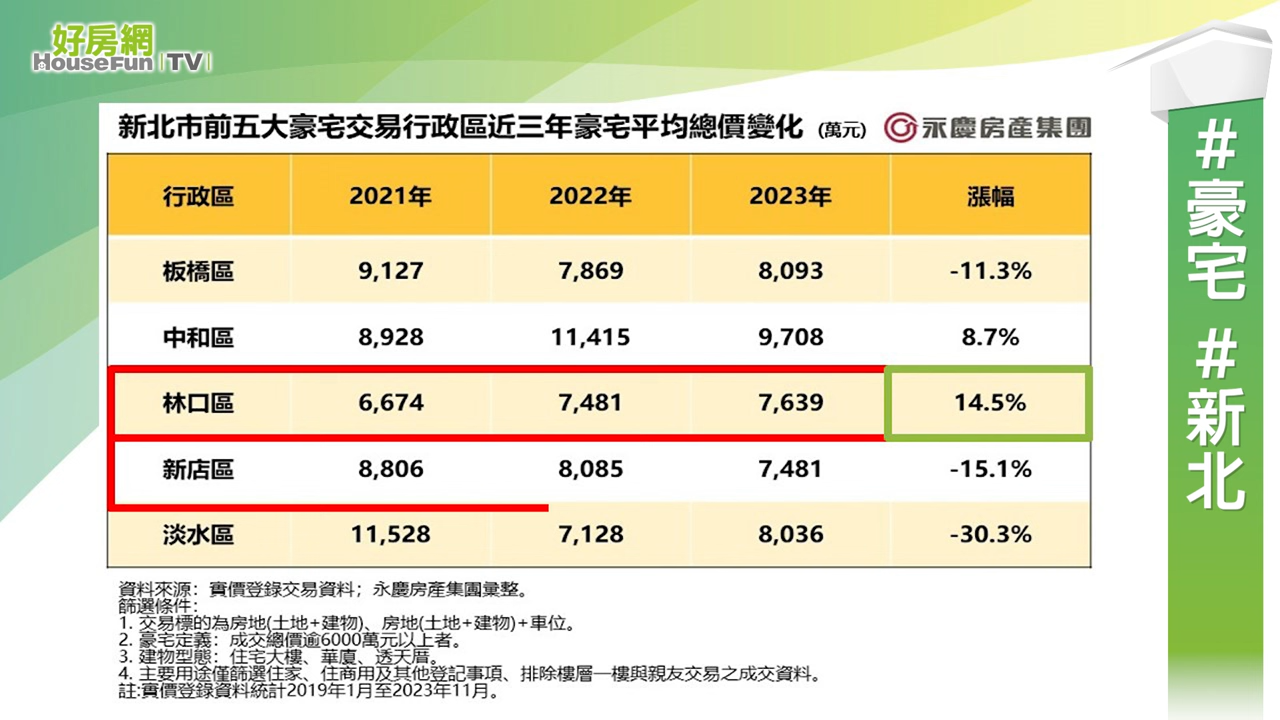 好房網
HouseFun TV
新北市前五大豪宅交易行政區近三年豪宅平均總價變化 (萬元) 永慶房產集團
行政區 2021年 2022年 2023年 漲幅
板橋區 9,127 7,869 8,093 -11.3%
中和區 8,928 11,415 9,708 8.7%
林口區 6,674 7,481 7,639 14.5%
新店區 8,806 8,085 7,481 -15.1%
淡水區 11,528 7,128 8,036 -30.3%
資料來源：實價登錄交易資料；永慶房產集團彙整。
篩選條件：
1. 交易標的為房地(土地+建物)、房地(土地+建物)+車位。
2. 豪宅定義：成交總價逾6000萬元以上者。
3. 建物型態：住宅大樓、華廈、透天厝。
4. 主要用途僅篩選住家、住商用及其他登記事項、排除樓層一樓與親友交易之成交資料。
註:實價登錄資料統計2019年1月至2023年11月。
#豪宅 #新北